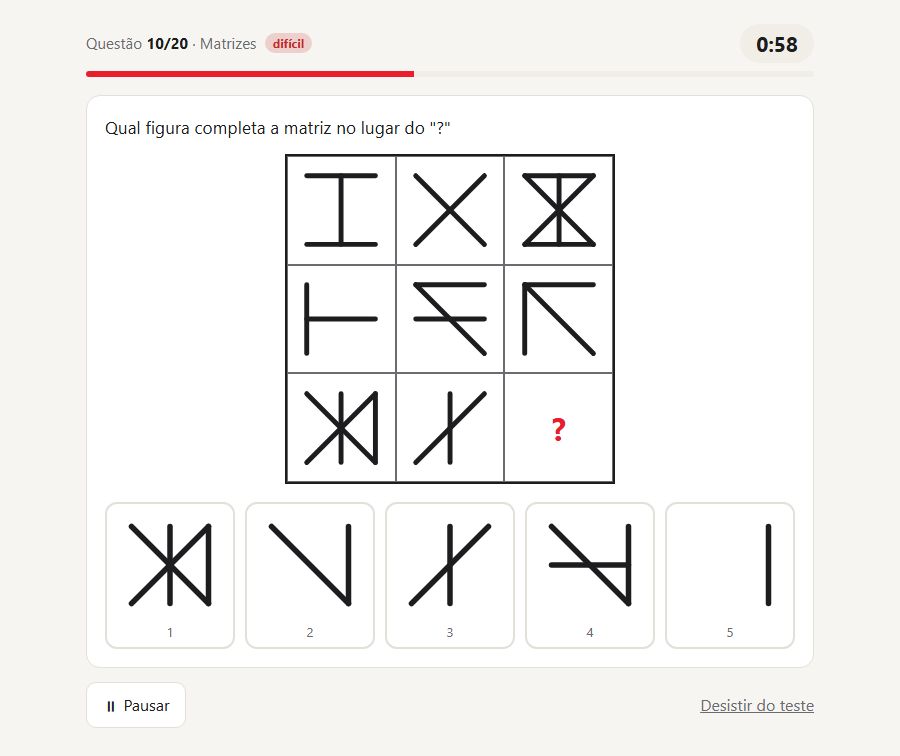 Questão 10/20 · Matrizes difícil
0:58
Qual figura completa a matriz no lugar do "?"
?
1 2 3 4 5
Pausar
Desistir do teste